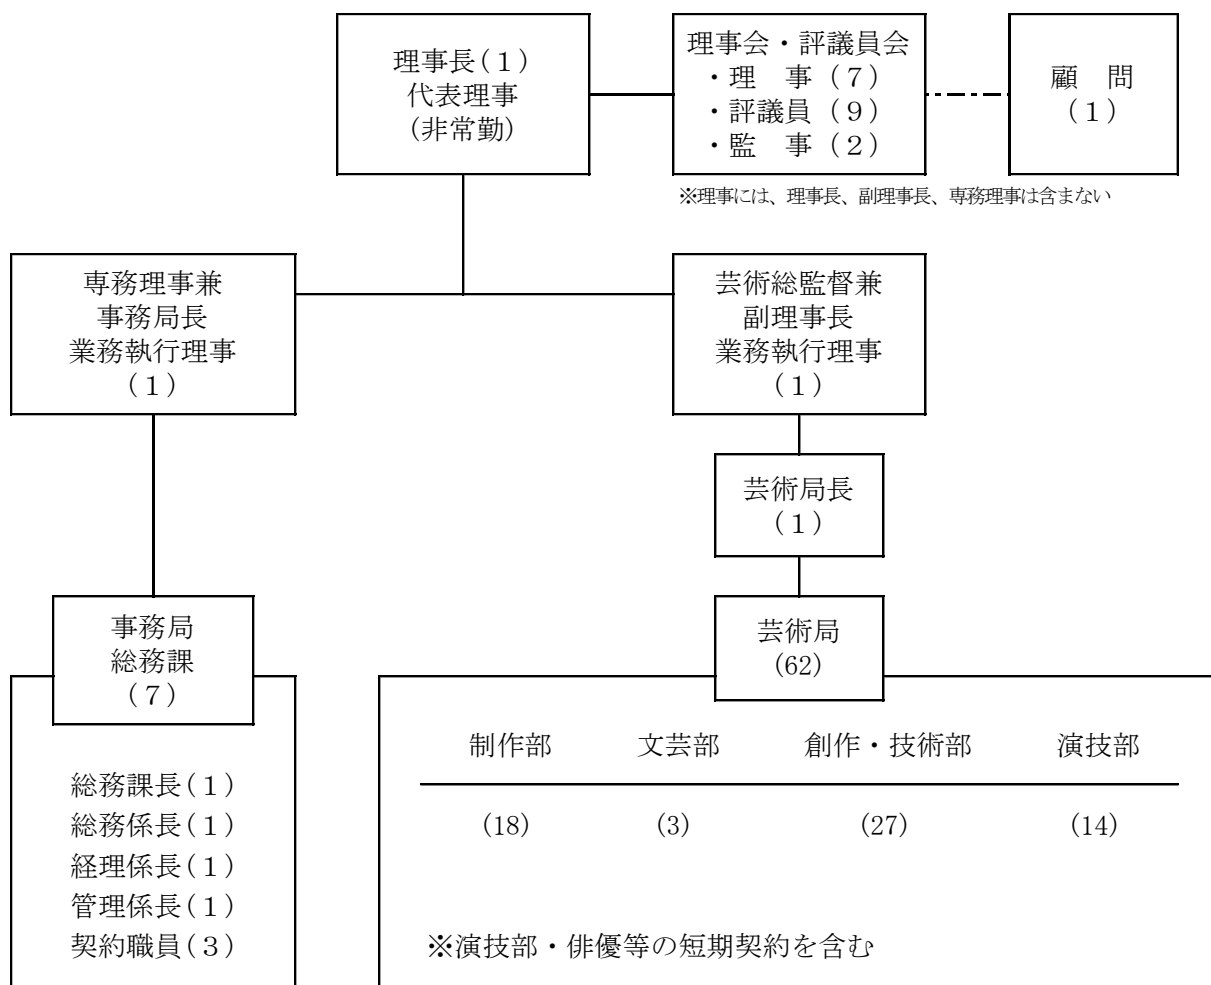 理事長(１)
代表理事
(非常勤)
理事会・評議員会
・理　事（７）
・評議員（９）
・監　事（２）
顧　問
（１）
※理事には、理事長、副理事長、専務理事は含まない
専務理事兼
事務局長
業務執行理事
（１）
芸術総監督兼
副理事長
業務執行理事
（１）
芸術局長
（１）
事務局
総務課
（７）
芸術局
(62)
総務課長(１)
総務係長(１)
経理係長(１)
管理係長(１)
契約職員(３)
制作部　文芸部　創作・技術部　演技部
(18)　(3)　(27)　(14)
※演技部・俳優等の短期契約を含む